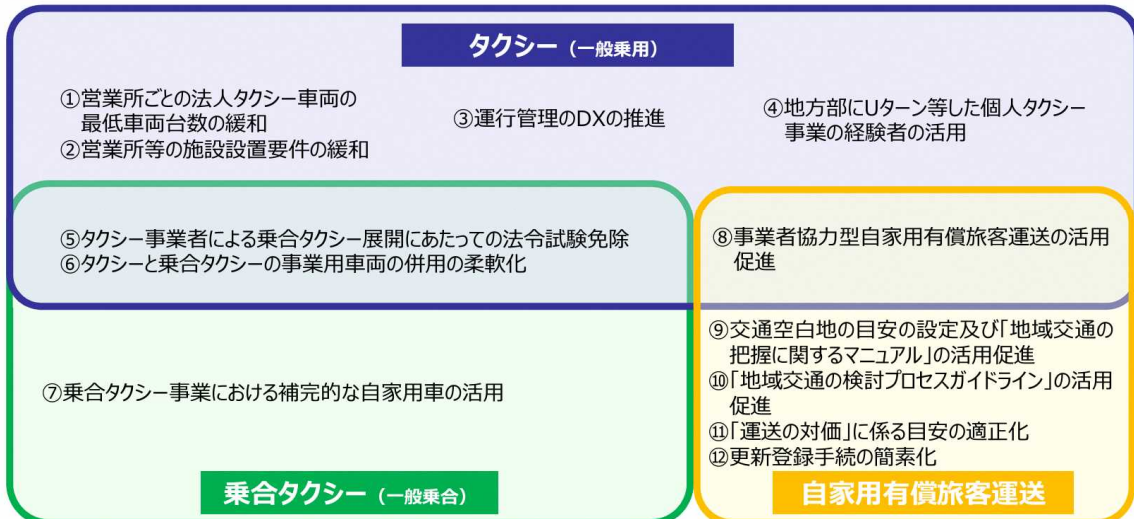 タクシー（一般乗用）
①営業所ごとの法人タクシー車両の
最低車両台数の緩和
②営業所等の施設設置要件の緩和
③運行管理のDXの推進
④地方部にUターン等した個人タクシー
事業の経験者の活用
⑤タクシー事業者による乗合タクシー展開にあたっての法令試験免除
⑥タクシーと乗合タクシーの事業用車両の併用の柔軟化
⑧事業者協力型自家用有償旅客運送の活用
促進
⑦乗合タクシー事業における補完的な自家用車の活用
⑨交通空白地の目安の設定及び「地域交通の
把握に関するマニュアル」の活用促進
⑩「地域交通の検討プロセスガイドライン」の活用
促進
⑪「運送の対価」に係る目安の適正化
⑫更新登録手続の簡素化
乗合タクシー（一般乗合）
自家用有償旅客運送